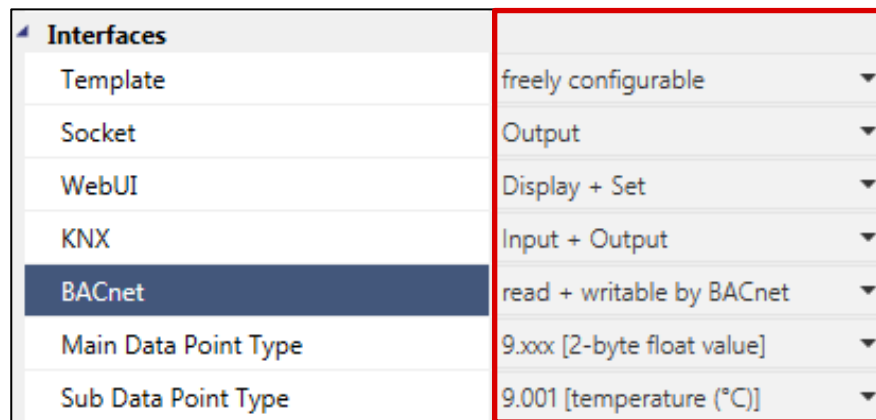 Interfaces
Template freely configurable
Socket Output
WebUI Display + Set
KNX Input + Output
BACnet read + writable by BACnet
Main Data Point Type 9.xxx [2-byte float value]
Sub Data Point Type 9.001 [temperature (°C)]